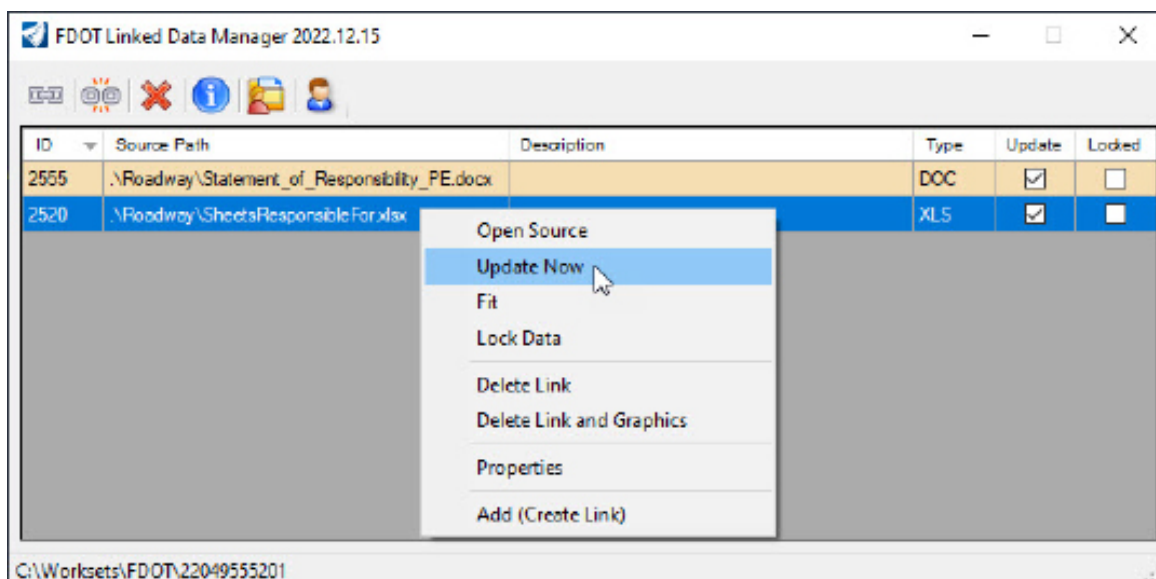 FDOT Linked Data Manager 2022.12.15
ID Source Path Description Type Update Locked
2555 .\Roadway\Statement_of_Responsibility_PE.docx DOC
2520 .\Roadway\SheetsResponsibleFor.xlsx XLS
Open Source
Update Now
Fit
Lock Data
Delete Link
Delete Link and Graphics
Properties
Add (Create Link)
C:\Worksets\FDOT\22049555201